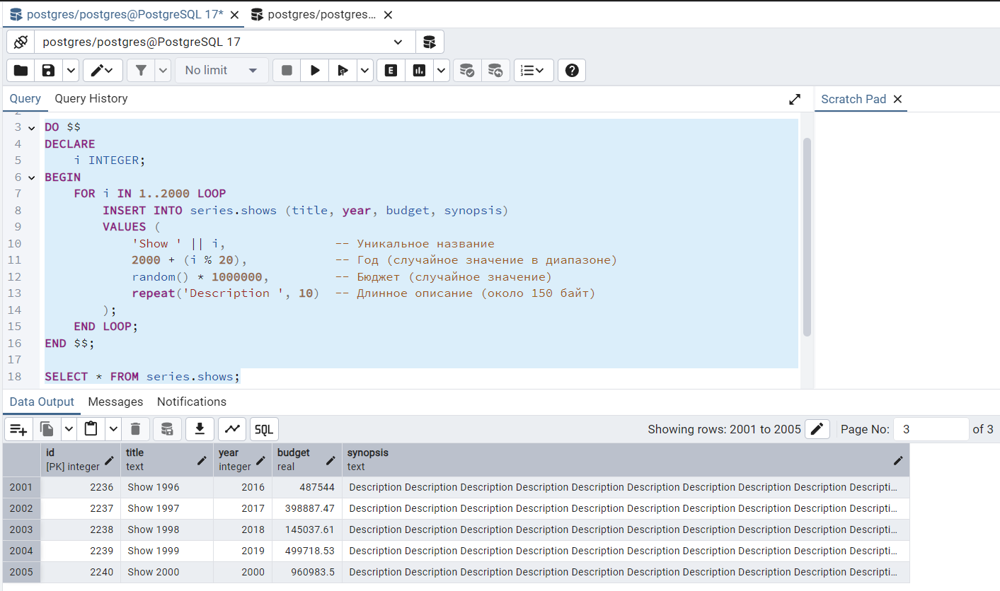 postgres/postgres@PostgreSQL 17*
postgres/postgres...
postgres/postgres@PostgreSQL 17
No limit
Query
Query History
Scratch Pad
3 DO $$
4 DECLARE
5 i INTEGER;
6 BEGIN
7 FOR i IN 1..2000 LOOP
8 INSERT INTO series.shows (title, year, budget, synopsis)
9 VALUES (
10 'Show ' || i, -- Уникальное название
11 2000 + (i % 20), -- Год (случайное значение в диапазоне)
12 random() * 1000000, -- Бюджет (случайное значение)
13 repeat('Description ', 10) -- Длинное описание (около 150 байт)
14 );
15 END LOOP;
16 END $$;
17
18 SELECT * FROM series.shows;
Data Output
Messages
Notifications
SQL
Showing rows: 2001 to 2005
Page No: 3 of 3
id title year budget synopsis
[PK] integer text integer real text
2001 2236 Show 1996 2016 487544 Description Description Description Description Description Description Description Description Description Descripti...
2002 2237 Show 1997 2017 398887.47 Description Description Description Description Description Description Description Description Description Descripti...
2003 2238 Show 1998 2018 145037.61 Description Description Description Description Description Description Description Description Description Descripti...
2004 2239 Show 1999 2019 499718.53 Description Description Description Description Description Description Description Description Description Descripti...
2005 2240 Show 2000 2000 960983.5 Description Description Description Description Description Description Description Description Description Descripti...